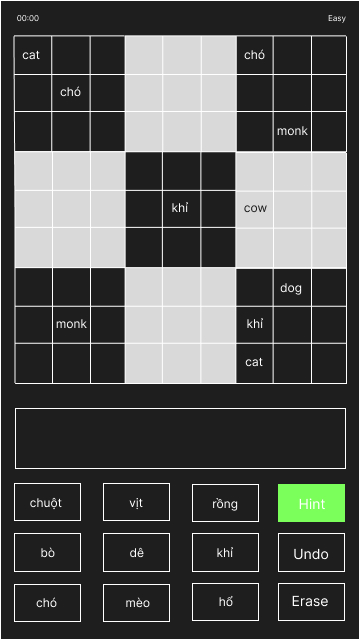 00:00 Easy
cat chó
chó
monk
khỉ cow
dog
monk khỉ
cat
chuột vịt rồng Hint
bò dê khỉ Undo
chó mèo hổ Erase